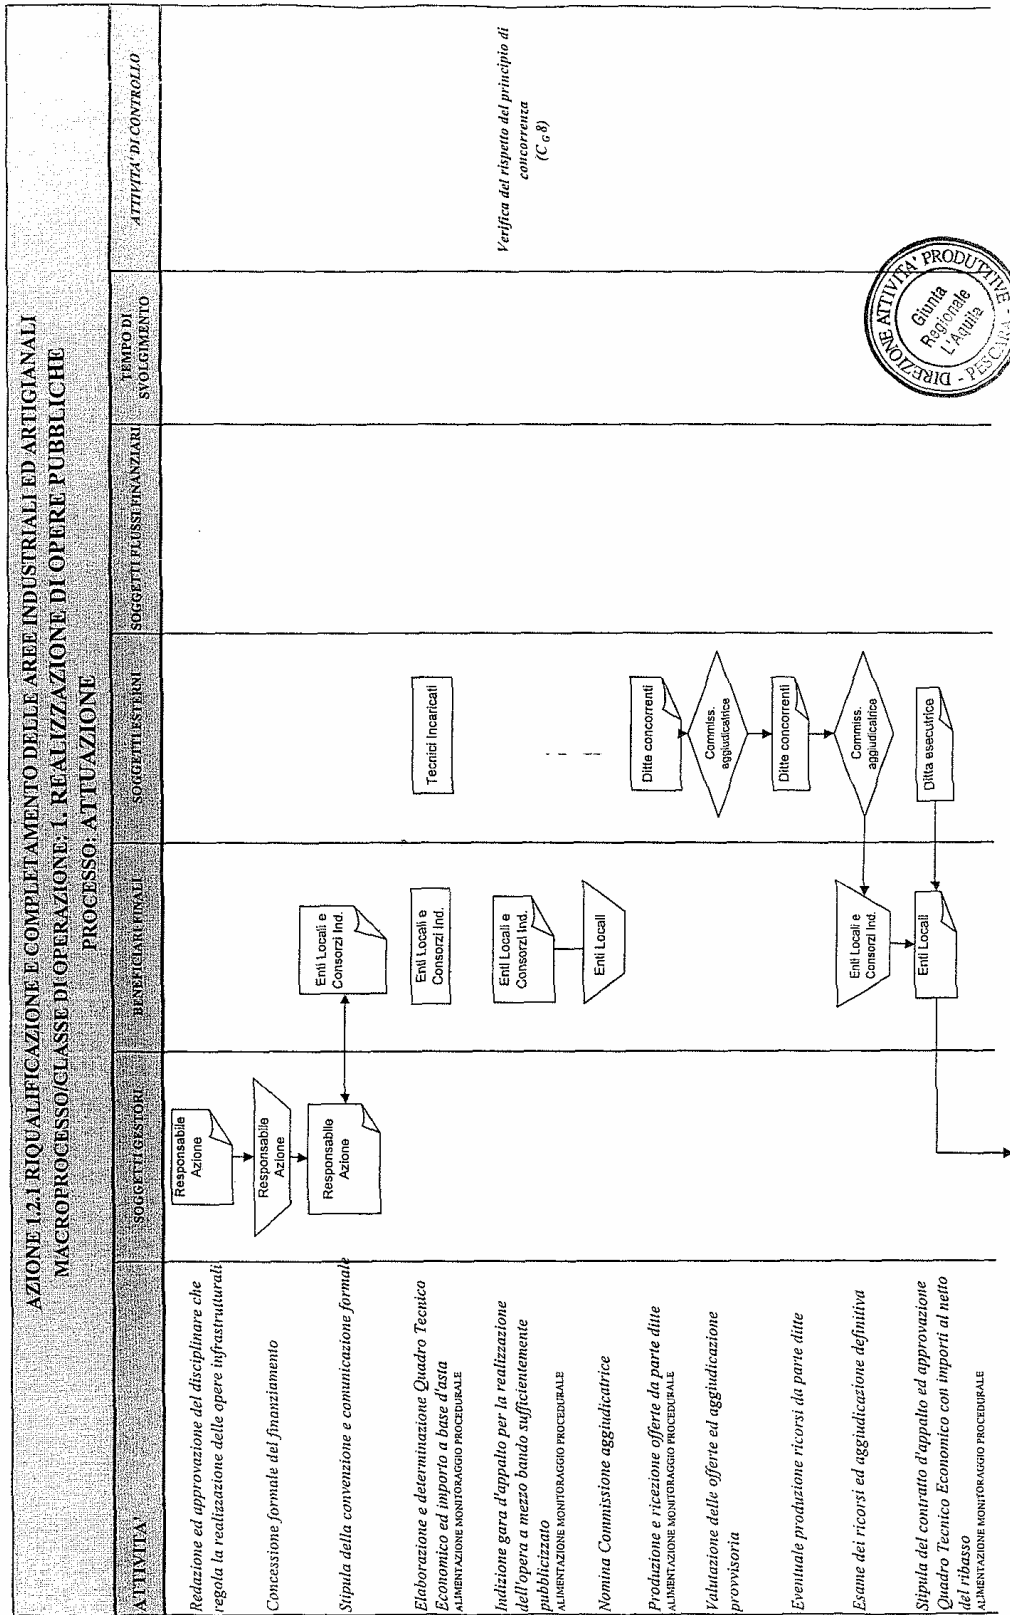 AZIONE 1.2.1 RIQUALIFICAZIONE E COMPLETAMENTO DELLE AREE INDUSTRIALI ED ARTIGIANALI
MACROPROCESSO/CLASSE DI OPERAZIONE: 1. REALIZZAZIONE DI OPERE PUBBLICHE
PROCESSO: ATTUAZIONE
ATTIVITA'
SOGGETTI GESTORI
BENEFICIARI FINALI
SOGGETTI ESTERNI
SOGGETTI FLUSSI FINANZIARI
TEMPO DI
SVOLGIMENTO
ATTIVITA' DI CONTROLLO
Redazione ed approvazione del disciplinare che
regola la realizzazione delle opere infrastrutturali
Responsabile
Azione
Concessione formale del finanziamento
Responsabile
Azione
Stipula della convenzione e comunicazione formale
Responsabile
Azione
Enti Locali e
Consorzi Ind.
Elaborazione e determinazione Quadro Tecnico
Economico ed importo a base d'asta
ALIMENTAZIONE MONITORAGGIO PROCEDURALE
Enti Locali e
Consorzi Ind.
Tecnici Incaricati
Indizione gara d'appalto per la realizzazione
dell'opera a mezzo bando sufficientemente
pubblicizzato
ALIMENTAZIONE MONITORAGGIO PROCEDURALE
Enti Locali e
Consorzi Ind.
Verifica del rispetto del principio di
concorrenza
(C G 8)
Nomina Commissione aggiudicatrice
Enti Locali
Produzione e ricezione offerte da parte ditte
ALIMENTAZIONE MONITORAGGIO PROCEDURALE
Ditte concorrenti
Valutazione delle offerte ed aggiudicazione
provvisoria
Commiss.
aggiudicatrice
Eventuale produzione ricorsi da parte ditte
Ditte concorrenti
Esame dei ricorsi ed aggiudicazione definitiva
Enti Locali e
Consorzi Ind.
Commiss.
aggiudicatrice
Stipula del contratto d'appalto ed approvazione
Quadro Tecnico Economico con importi al netto
del ribasso
ALIMENTAZIONE MONITORAGGIO PROCEDURALE
Enti Locali
Ditta esecutrice
DIREZIONE ATTIVITA' PRODUTTIVE - PESCARA -
Giunta
Regionale
L'Aquila